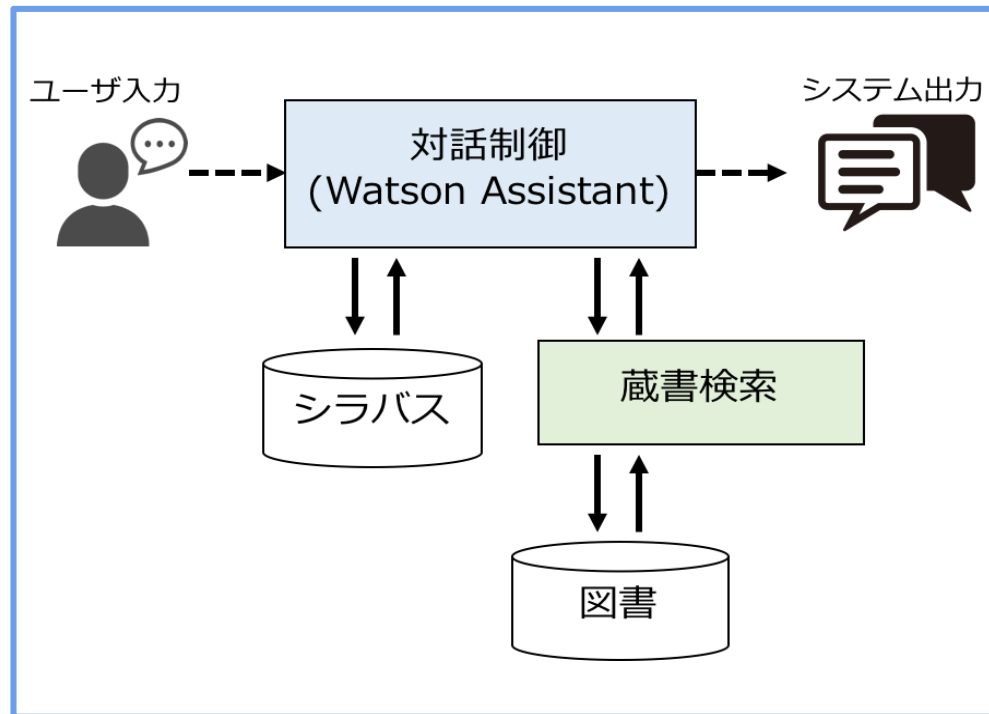 ユーザ入力
システム出力
対話制御
(Watson Assistant)
シラバス
蔵書検索
図書